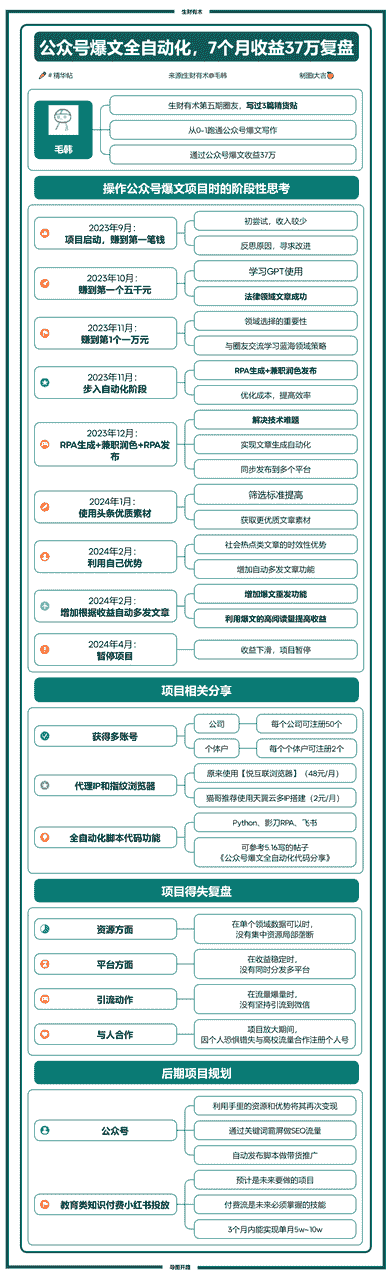 生财有术
公众号爆文全自动化，7个月收益37万复盘
# 精华帖
来源|生财有术@毛韩
制图|大吉
毛韩
生财有术第五期圈友，写过3篇精货贴
从0-1跑通公众号爆文写作
通过公众号爆文收益37万
操作公众号爆文项目时的阶段性思考
2023年9月：
项目启动，赚到第一笔钱
初尝试，收入较少
反思原因，寻求改进
2023年10月：
赚到第一个五千元
学习GPT使用
法律领域文章成功
2023年11月：
赚到第1个一万元
领域选择的重要性
与圈友交流学习蓝海领域策略
2023年11月：
步入自动化阶段
RPA生成+兼职润色发布
优化成本，提高效率
2023年12月：
RPA生成+兼职润色+RPA发
布
解决技术难题
实现文章生成自动化
同步发布到多个平台
2024年1月：
使用头条优质素材
筛选标准提高
获取更优质文章素材
2024年2月：
利用自己优势
社会热点类文章的时效性优势
增加自动多发文章功能
2024年2月：
增加根据收益自动多发文章
增加爆文重发功能
利用爆文的高阅读量提高收益
2024年4月：
暂停项目
收益下滑，项目暂停
项目相关分享
获得多账号
公司
每个公司可注册50个
个体户
每个个体户可注册2个
代理IP和指纹浏览器
原来使用【悦互联浏览器】（48元/月）
猫哥推荐使用天翼云多IP搭建（2元/月）
全自动化脚本代码功能
Python、影刀RPA、飞书
可参考5.16写的帖子
《公众号爆文全自动化代码分享》
项目得失复盘
资源方面
在单个领域数据可以时，
没有集中资源局部垄断
平台方面
在收益稳定时，
没有同时分发多平台
引流动作
在流量爆量时，
没有坚持引流到微信
与人合作
项目放大期间，
因个人恐惧错失与高校流量合作注册个人号
后期项目规划
公众号
利用手里的资源和优势将其再次变现
通过关键词霸屏做SEO流量
自动发布脚本做带货推广
教育类知识付费小红书投放
预计是未来要做的项目
付费流是未来必须掌握的技能
3个月内能实现单月5w~10w
导图开路